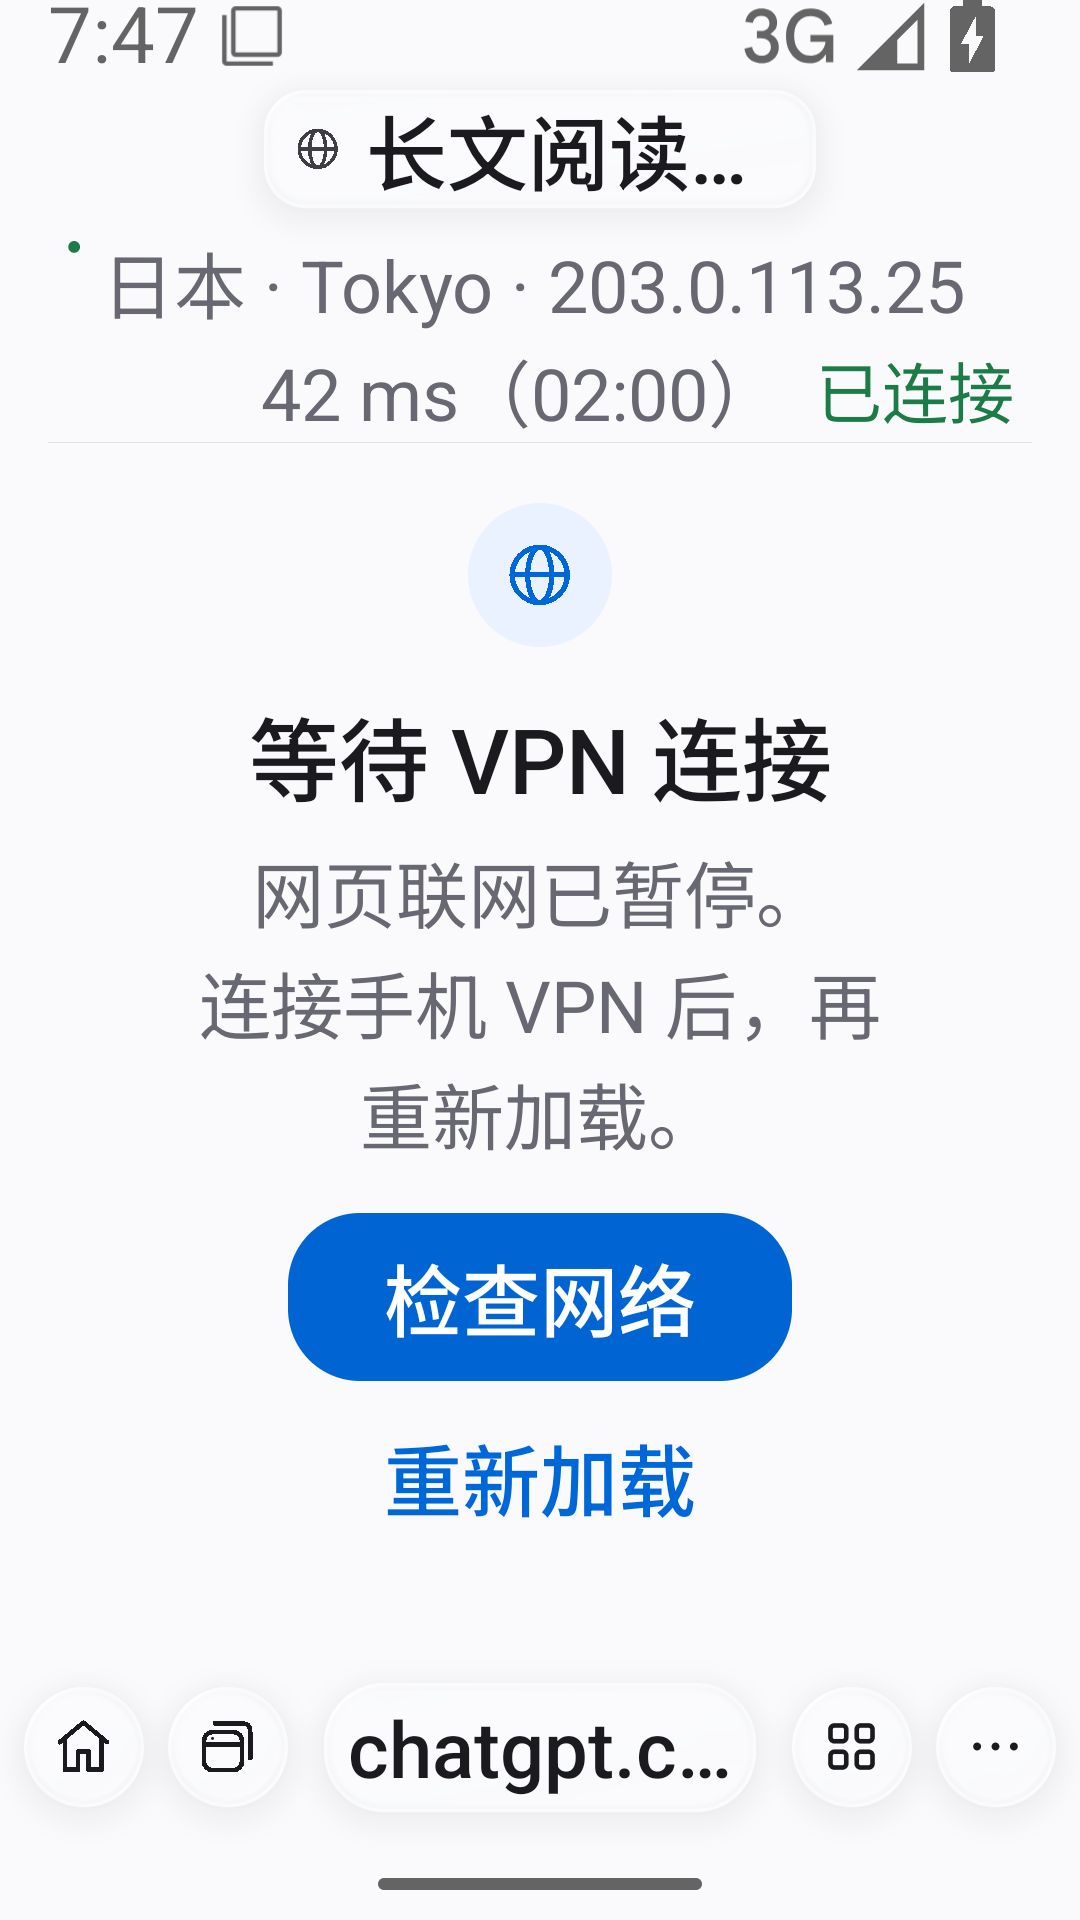 7:47 3G
长文阅读…
日本 · Tokyo · 203.0.113.25
42 ms（02:00） 已连接
等待 VPN 连接
网页联网已暂停。
连接手机 VPN 后，再
重新加载。
检查网络
重新加载
chatgpt.c…